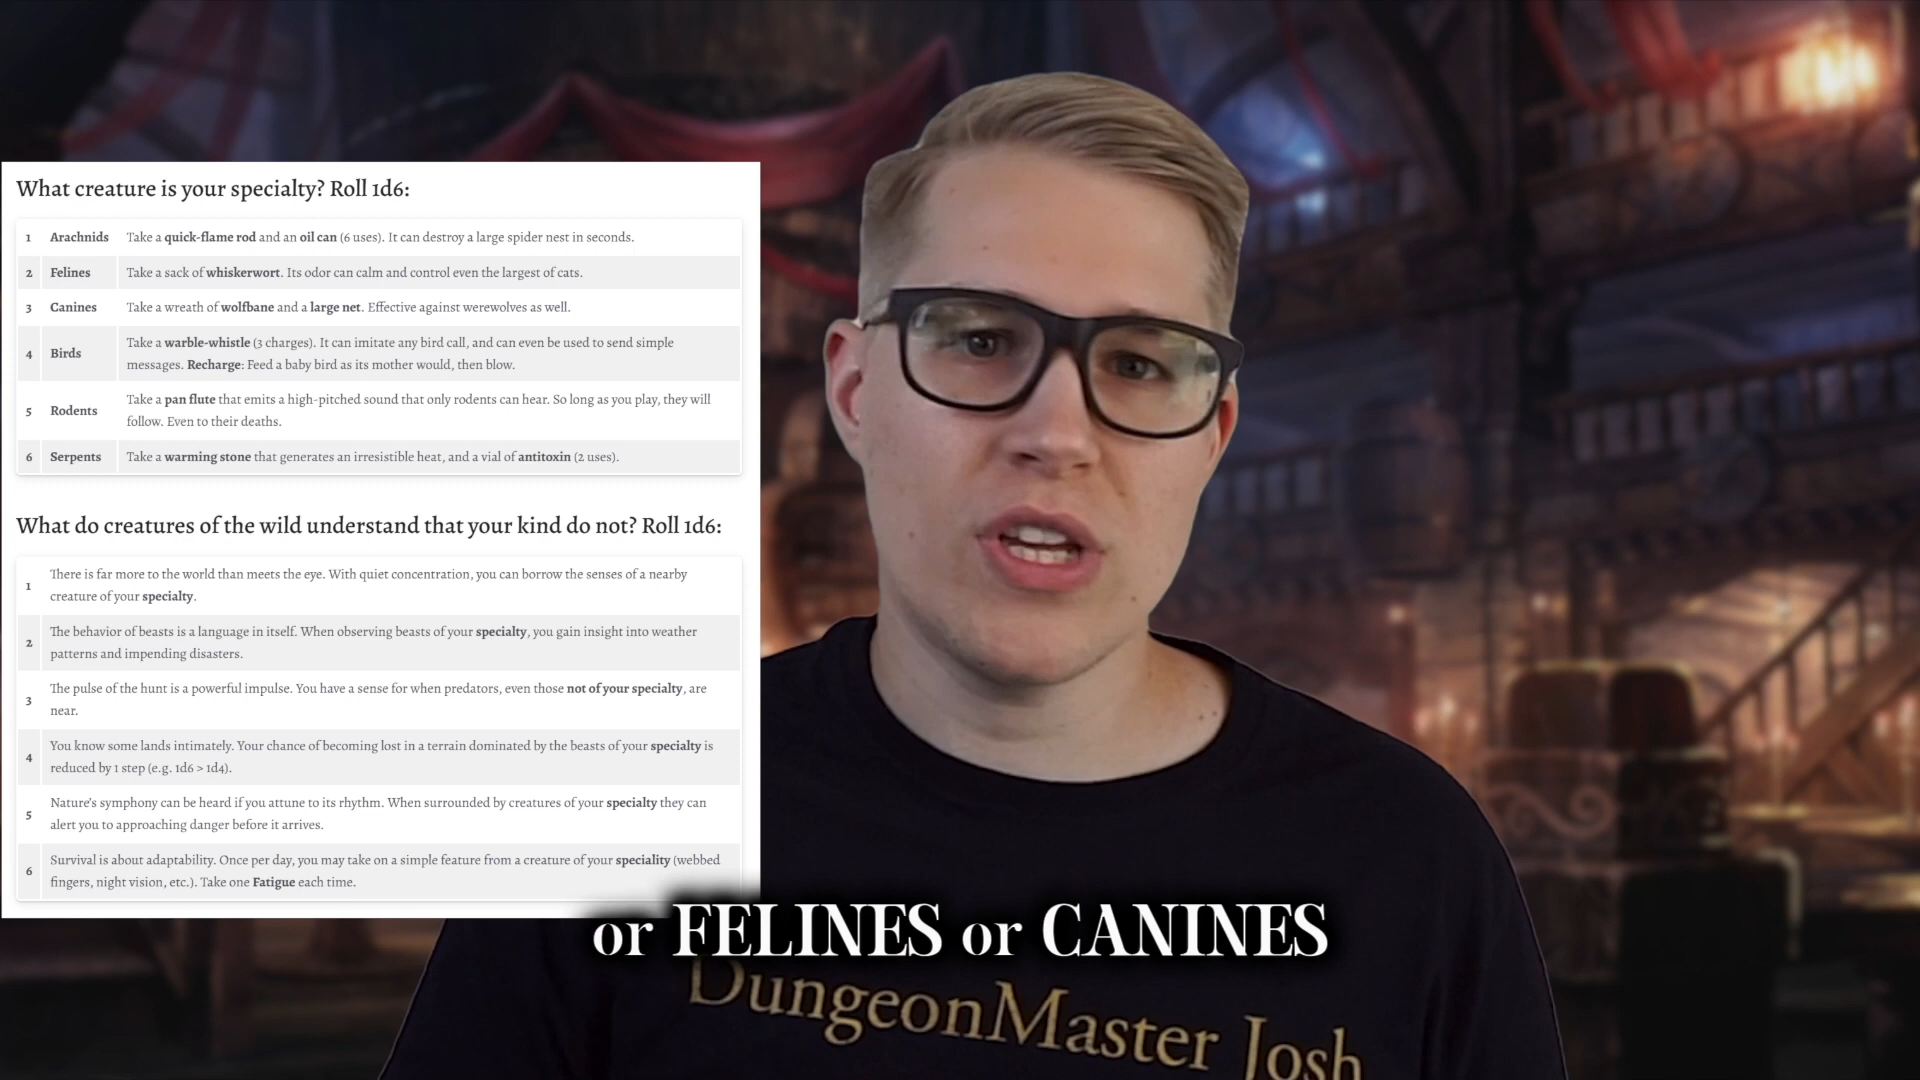 What creature is your specialty? Roll 1d6:
1 Arachnids Take a quick-flame rod and an oil can (6 uses). It can destroy a large spider nest in seconds.
2 Felines Take a sack of whiskerwort. Its odor can calm and control even the largest of cats.
3 Canines Take a wreath of wolfbane and a large net. Effective against werewolves as well.
4 Birds Take a warble-whistle (3 charges). It can imitate any bird call, and can even be used to send simple
messages. Recharge: Feed a baby bird as its mother would, then blow.
5 Rodents Take a pan flute that emits a high-pitched sound that only rodents can hear. So long as you play, they will
follow. Even to their deaths.
6 Serpents Take a warming stone that generates an irresistible heat, and a vial of antitoxin (2 uses).
What do creatures of the wild understand that your kind do not? Roll 1d6:
1 There is far more to the world than meets the eye. With quiet concentration, you can borrow the senses of a nearby
creature of your specialty.
2 The behavior of beasts is a language in itself. When observing beasts of your specialty, you gain insight into weather
patterns and impending disasters.
3 The pulse of the hunt is a powerful impulse. You have a sense for when predators, even those not of your specialty, are
near.
4 You know some lands intimately. Your chance of becoming lost in a terrain dominated by the beasts of your specialty is
reduced by 1 step (e.g. 1d6 > 1d4).
5 Nature's symphony can be heard if you attune to its rhythm. When surrounded by creatures of your specialty they can
alert you to approaching danger before it arrives.
6 Survival is about adaptability. Once per day, you may take on a simple feature from a creature of your speciality (webbed
fingers, night vision, etc.). Take one Fatigue each time.
or FELINES or CANINES
DungeonMaster Josh